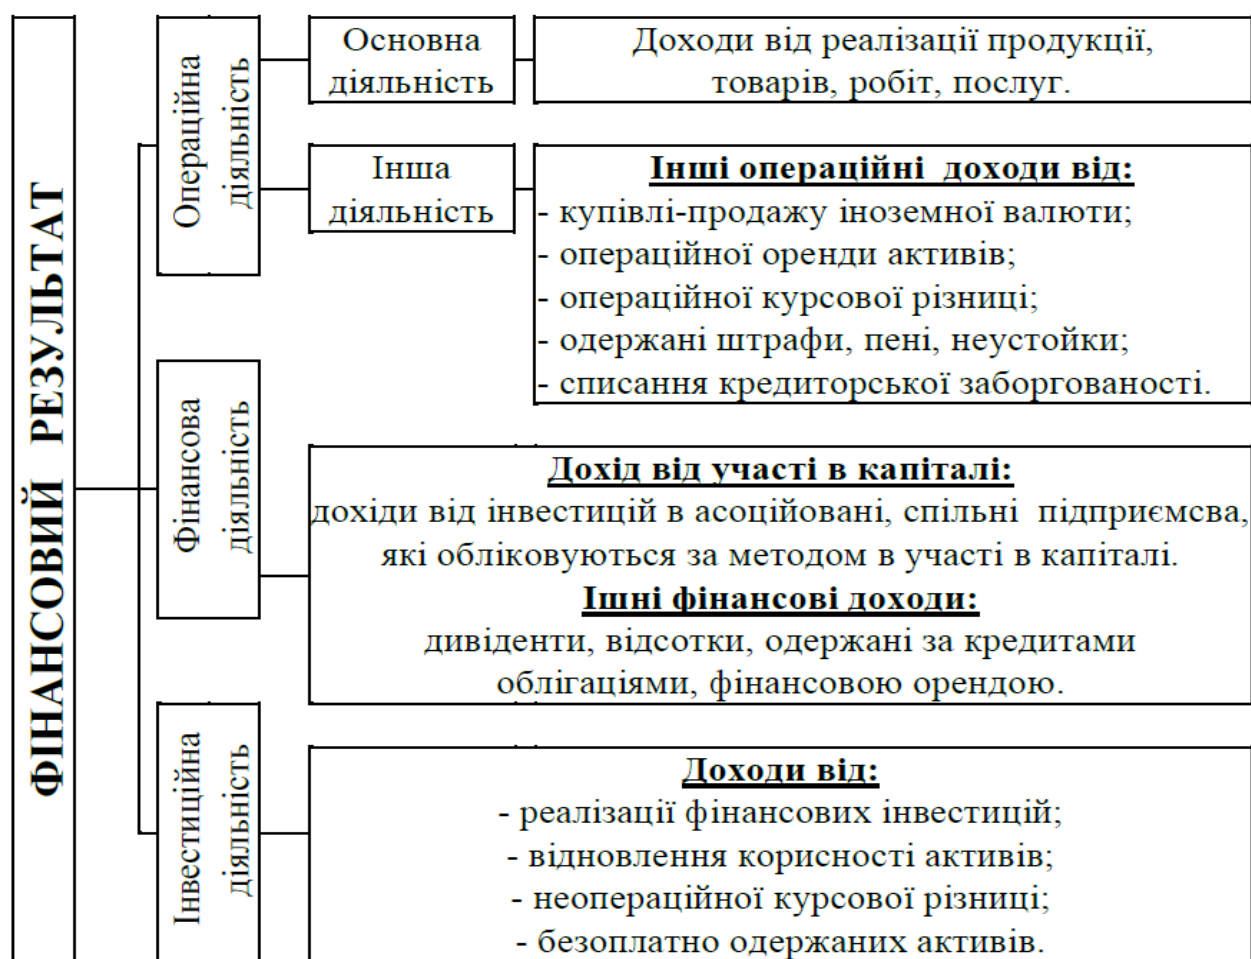 ФІНАНСОВИЙ РЕЗУЛЬТАТ
Операційна
діяльність
Основна
діяльність
Доходи від реалізації продукції,
товарів, робіт, послуг.
Інша
діяльність
Інші операційні доходи від:
- купівлі-продажу іноземної валюти;
- операційної оренди активів;
- операційної курсової різниці;
- одержані штрафи, пені, неустойки;
- списання кредиторської заборгованості.
Фінансова
діяльність
Дохід від участі в капіталі:
дохіди від інвестицій в асоційовані, спільні підприємсва,
які обліковуються за методом в участі в капіталі.
Ішні фінансові доходи:
дивіденти, відсотки, одержані за кредитами
облігаціями, фінансовою орендою.
Інвестиційна
діяльність
Доходи від:
- реалізації фінансових інвестицій;
- відновлення корисності активів;
- неопераційної курсової різниці;
- безоплатно одержаних активів.